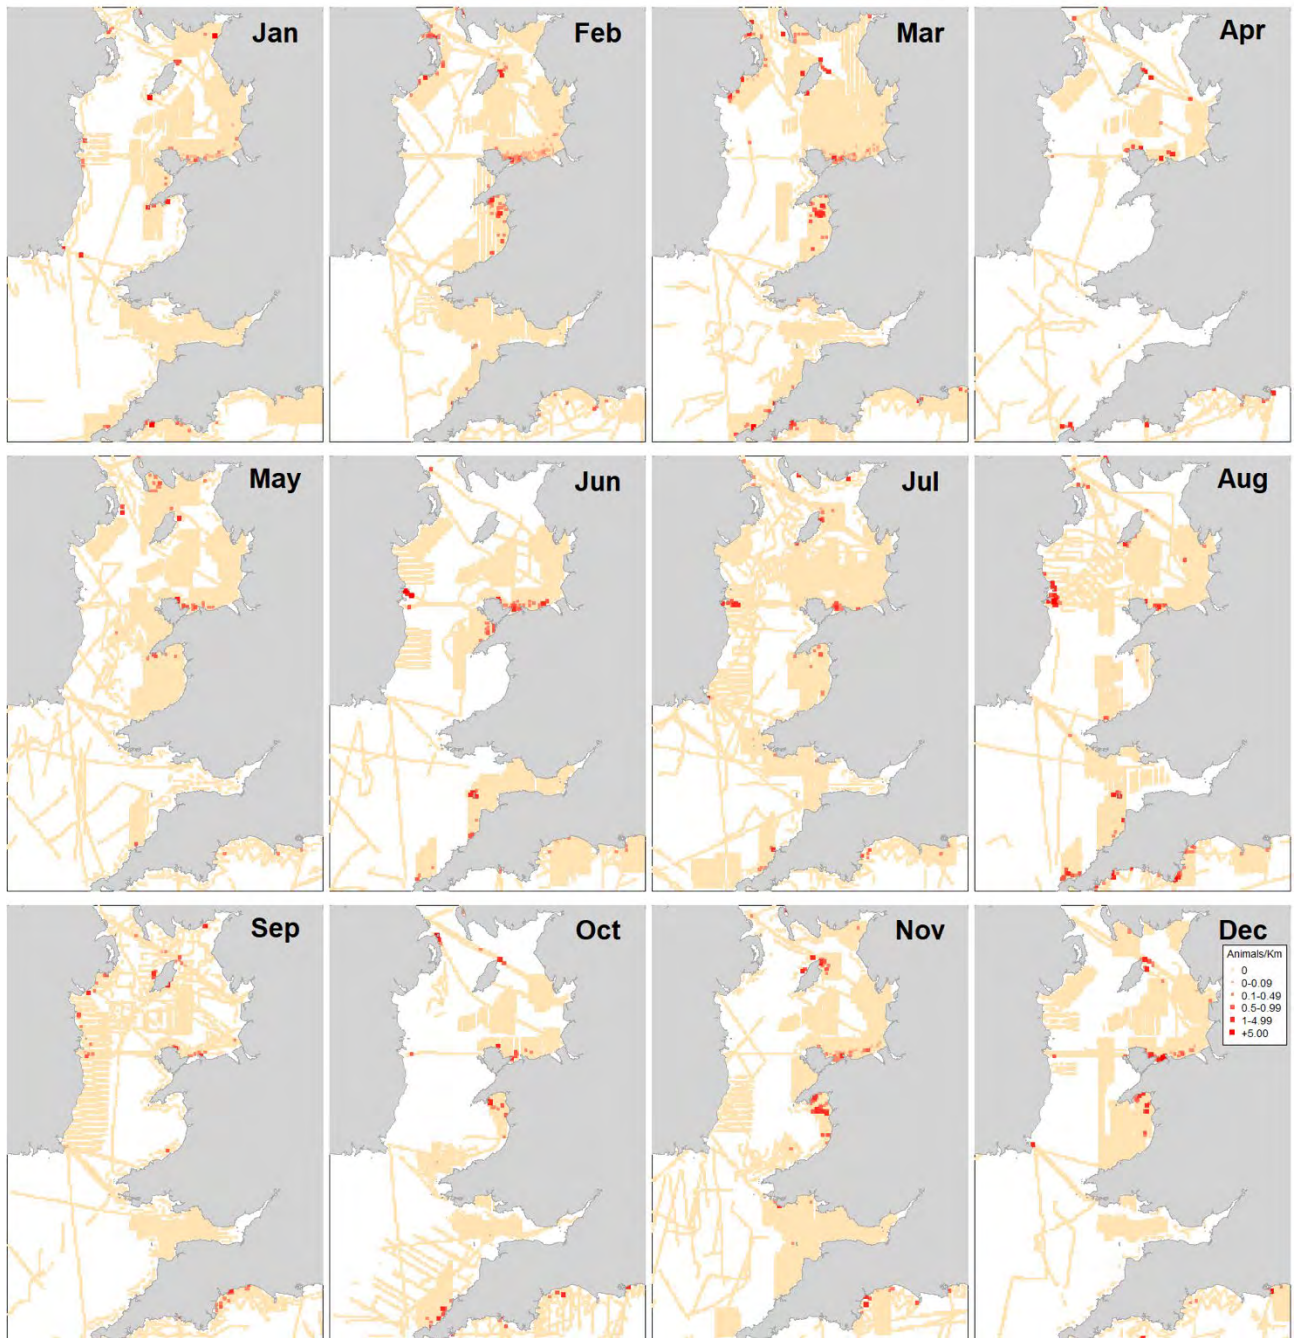 Jan
Feb
Mar
Apr
May
Jun
Jul
Aug
Sep
Oct
Nov
Dec
Animals/Km
0
0-0.09
0.1-0.49
0.5-0.99
1-4.99
+5.00